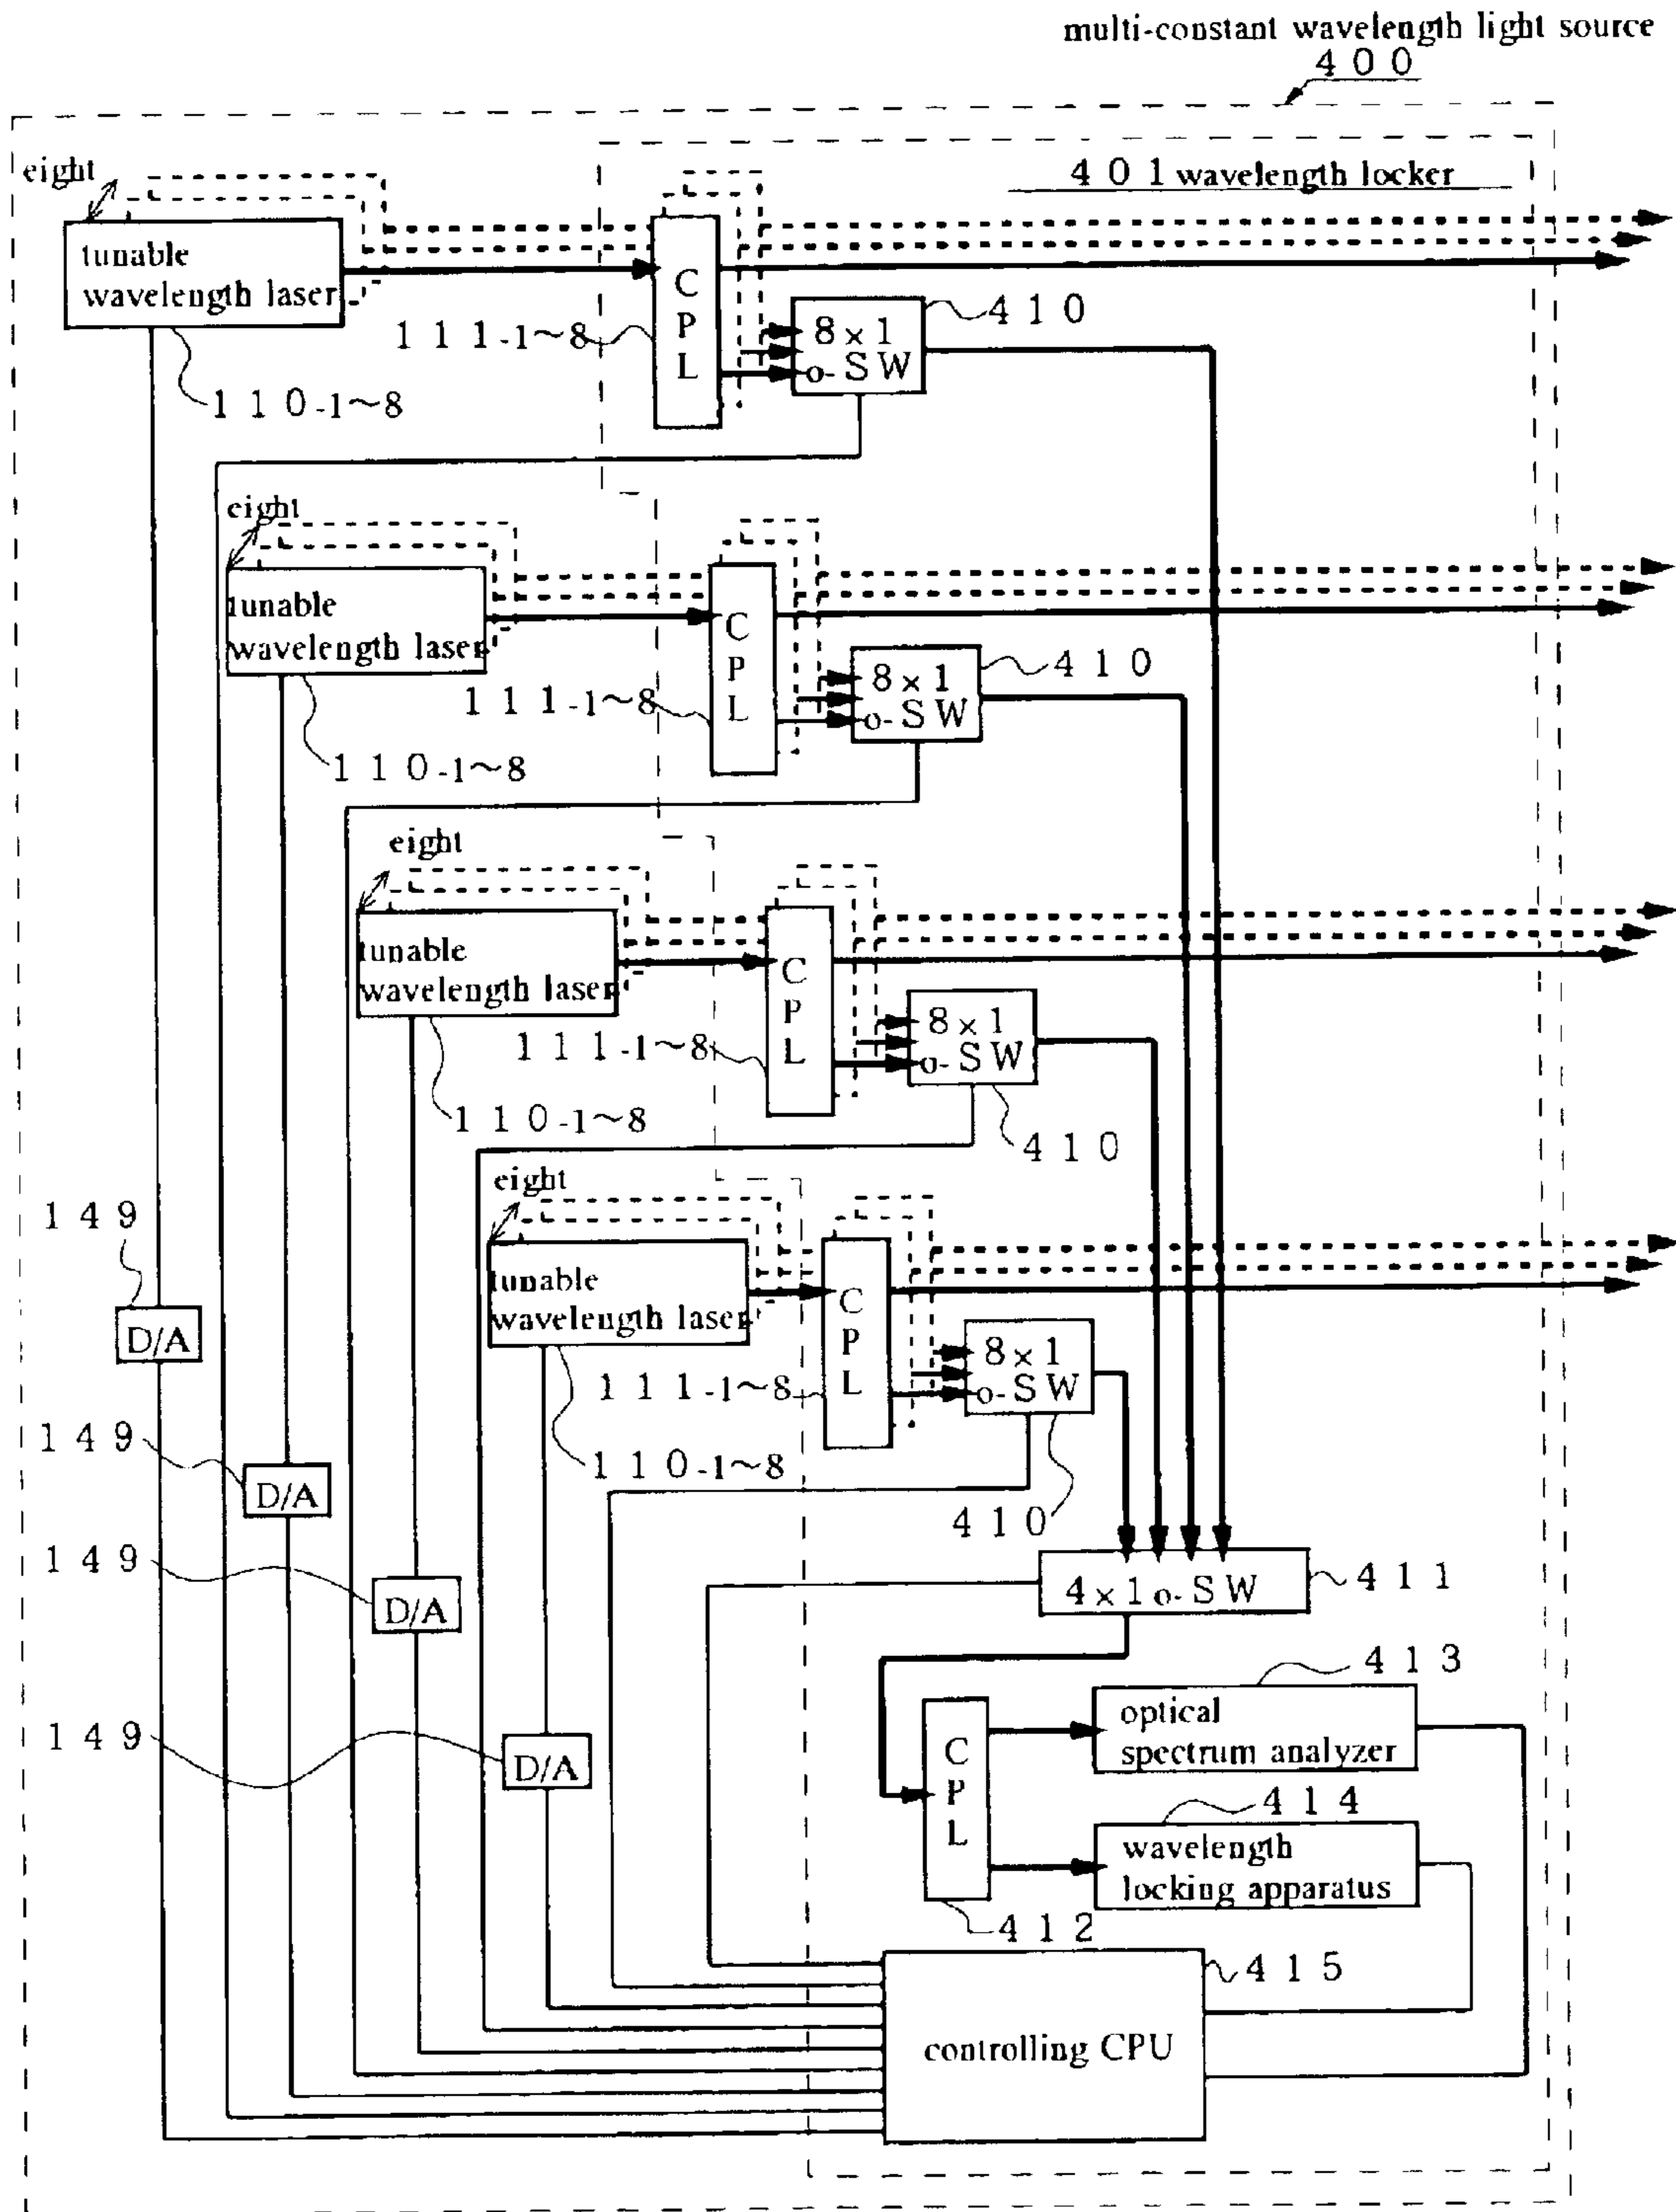 multi-constant wavelength light source
400
eight
401 wavelength locker
tunable
wavelength laser
CPL
8×1
o-SW
410
111-1~8
110-1~8
eight
tunable
wavelength laser
CPL
8×1
o-SW
410
111-1~8
110-1~8
eight
tunable
wavelength laser
CPL
8×1
o-SW
111-1~8
110-1~8
410
eight
149
tunable
wavelength laser
CPL
D/A
8×1
o-SW
111-1~8
149
110-1~8
D/A
410
149
4×1 o-SW
411
D/A
413
optical
spectrum analyzer
149
D/A
CPL
414
wavelength
locking apparatus
412
415
controlling CPU